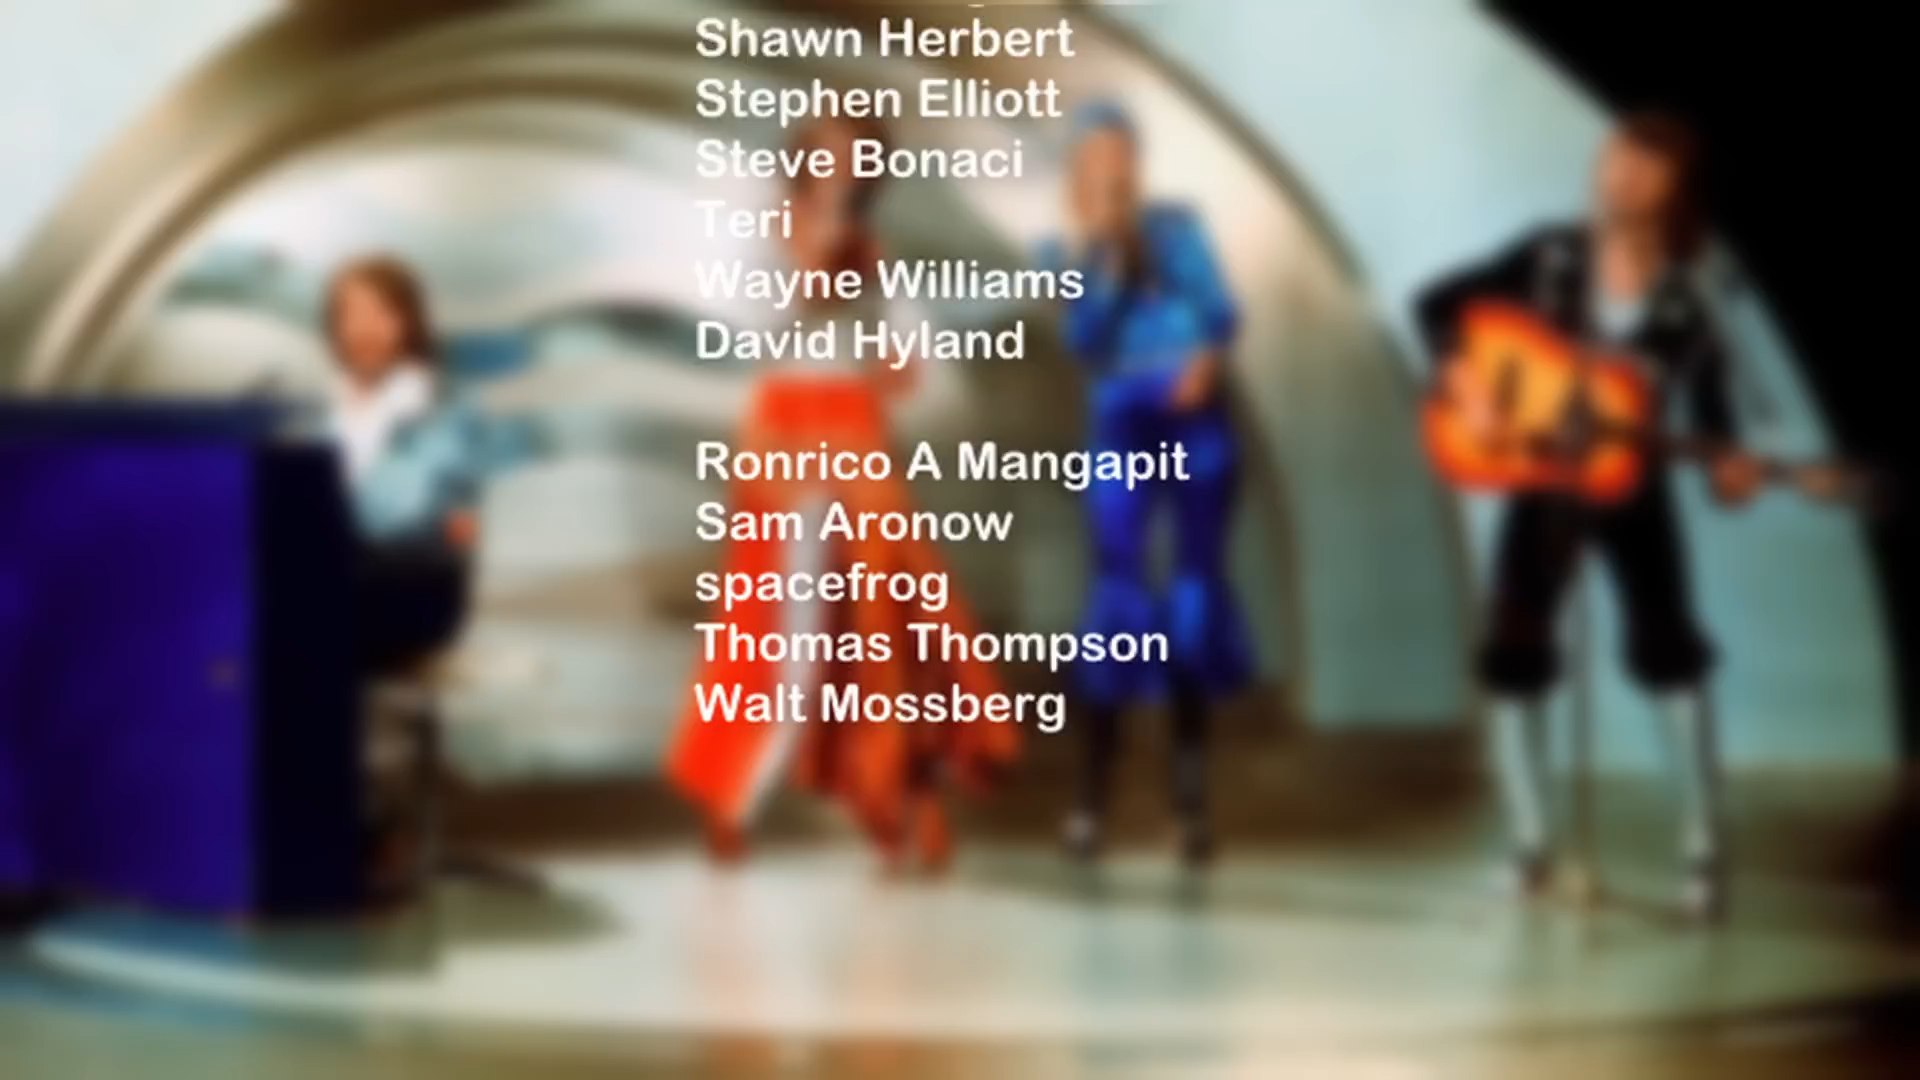 Shawn Herbert
Stephen Elliott
Steve Bonaci
Teri
Wayne Williams
David Hyland
Ronrico A Mangapit
Sam Aronow
spacefrog
Thomas Thompson
Walt Mossberg